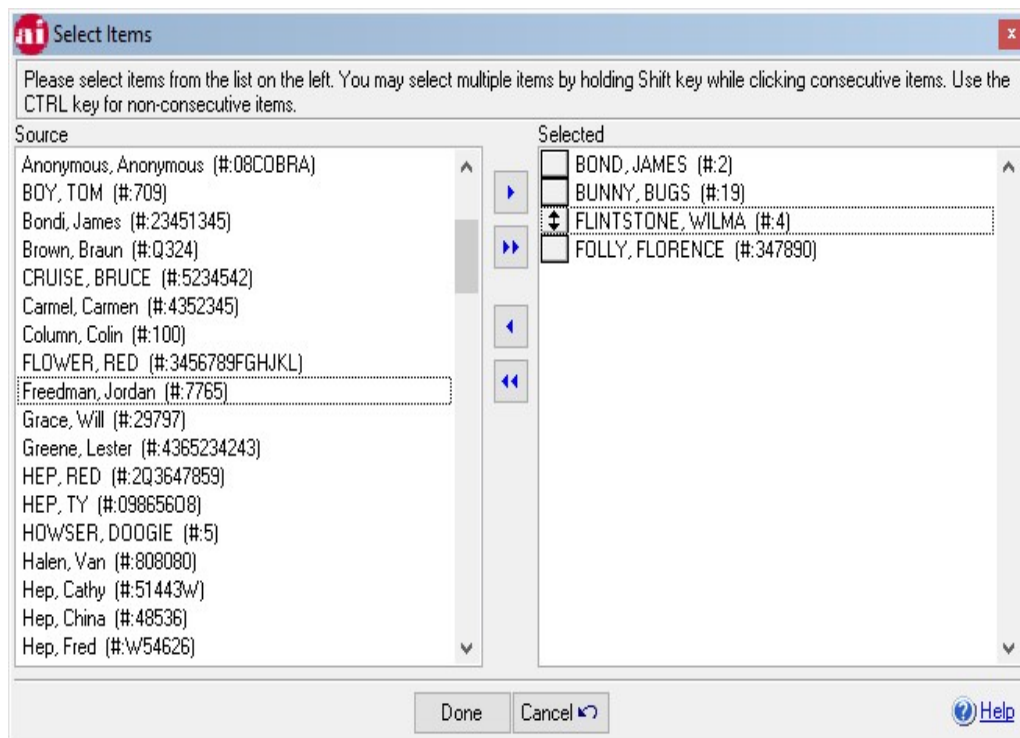 ai Select Items
x
Please select items from the list on the left. You may select multiple items by holding Shift key while clicking consecutive items. Use the
CTRL key for non-consecutive items.
Source
Anonymous, Anonymous (#:08COBRA)
BOY, TOM (#:709)
Bondi, James (#:23451345)
Brown, Braun (#:Q324)
CRUISE, BRUCE (#:5234542)
Carmel, Carmen (#:4352345)
Column, Colin (#:100)
FLOWER, RED (#:3456789FGHJKL)
Freedman, Jordan (#:7765)
Grace, Will (#:29797)
Greene, Lester (#:4365234243)
HEP, RED (#:2Q3647859)
HEP, TY (#:09865608)
HOWSER, DOOGIE (#:5)
Halen, Van (#:808080)
Hep, Cathy (#:51443W)
Hep, China (#:48536)
Hep, Fred (#:W54626)
Selected
BOND, JAMES (#:2)
BUNNY, BUGS (#:19)
FLINTSTONE, WILMA (#:4)
FOLLY, FLORENCE (#:347890)
Done
Cancel
? Help